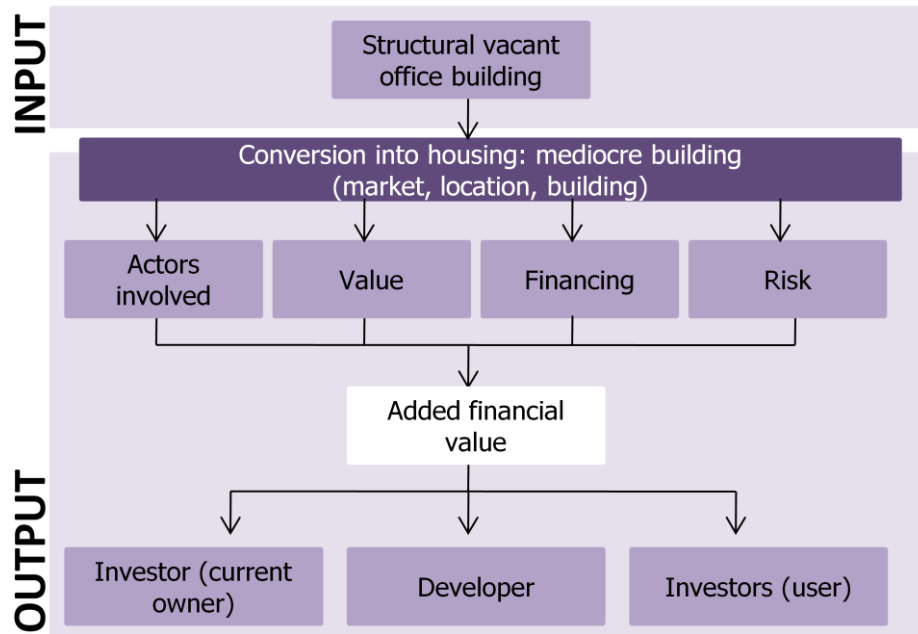 INPUT
Structural vacant
office building
Conversion into housing: mediocre building
(market, location, building)
Actors
involved
Value
Financing
Risk
Added financial
value
OUTPUT
Investor (current
owner)
Developer
Investors (user)